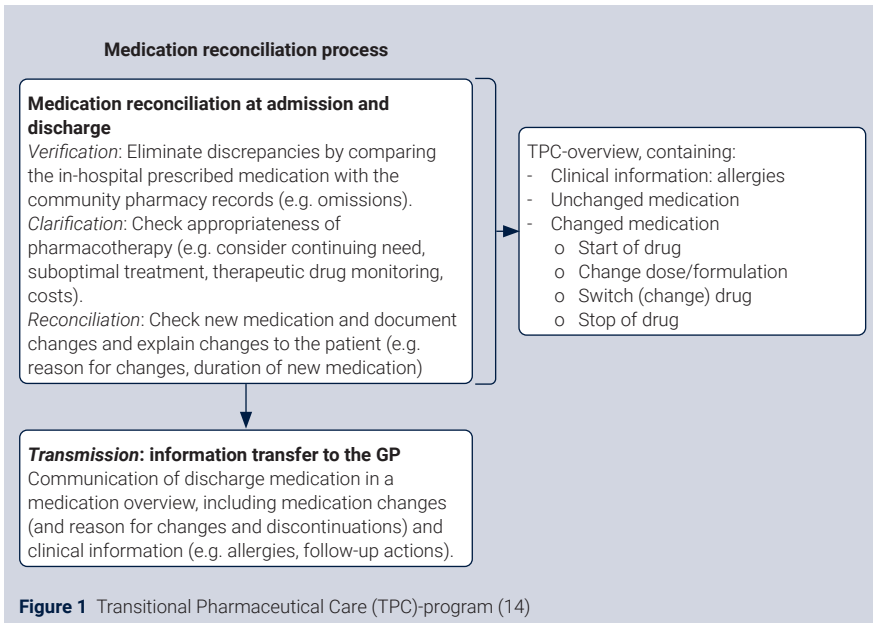 Medication reconciliation process
Medication reconciliation at admission and
discharge
Verification: Eliminate discrepancies by comparing
the in-hospital prescribed medication with the
community pharmacy records (e.g. omissions).
Clarification: Check appropriateness of
pharmacotherapy (e.g. consider continuing need,
suboptimal treatment, therapeutic drug monitoring,
costs).
Reconciliation: Check new medication and document
changes and explain changes to the patient (e.g.
reason for changes, duration of new medication)
TPC-overview, containing:
- Clinical information: allergies
- Unchanged medication
- Changed medication
o Start of drug
o Change dose/formulation
o Switch (change) drug
o Stop of drug
Transmission: information transfer to the GP
Communication of discharge medication in a
medication overview, including medication changes
(and reason for changes and discontinuations) and
clinical information (e.g. allergies, follow-up actions).
Figure 1 Transitional Pharmaceutical Care (TPC)-program (14)